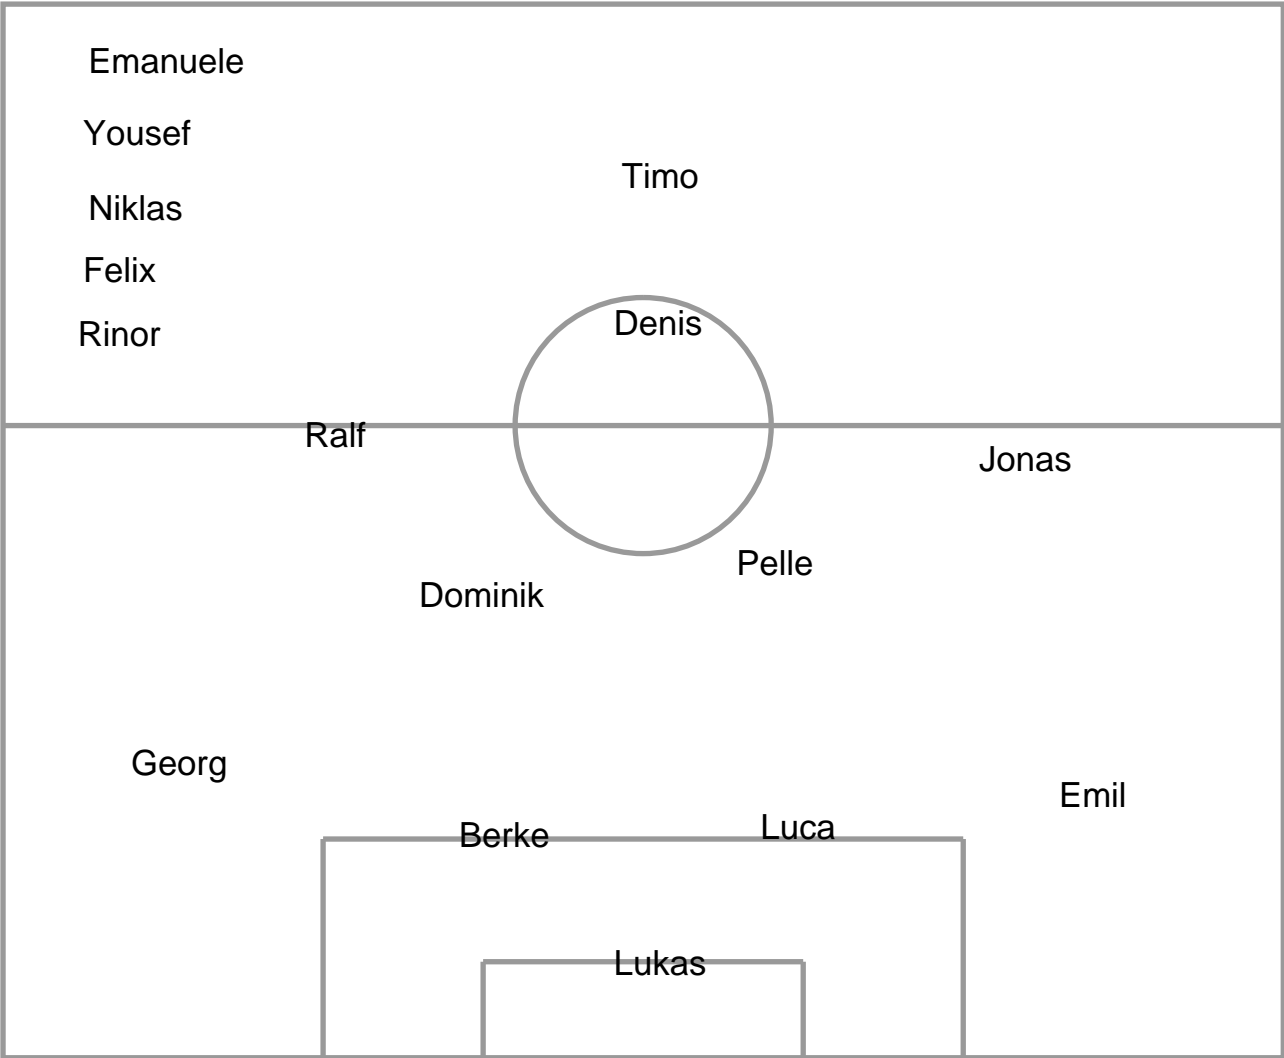 Emanuele
Yousef
Timo
Niklas
Felix
Denis
Rinor
Ralf
Jonas
Pelle
Dominik
Georg
Emil
Luca
Berke
Lukas